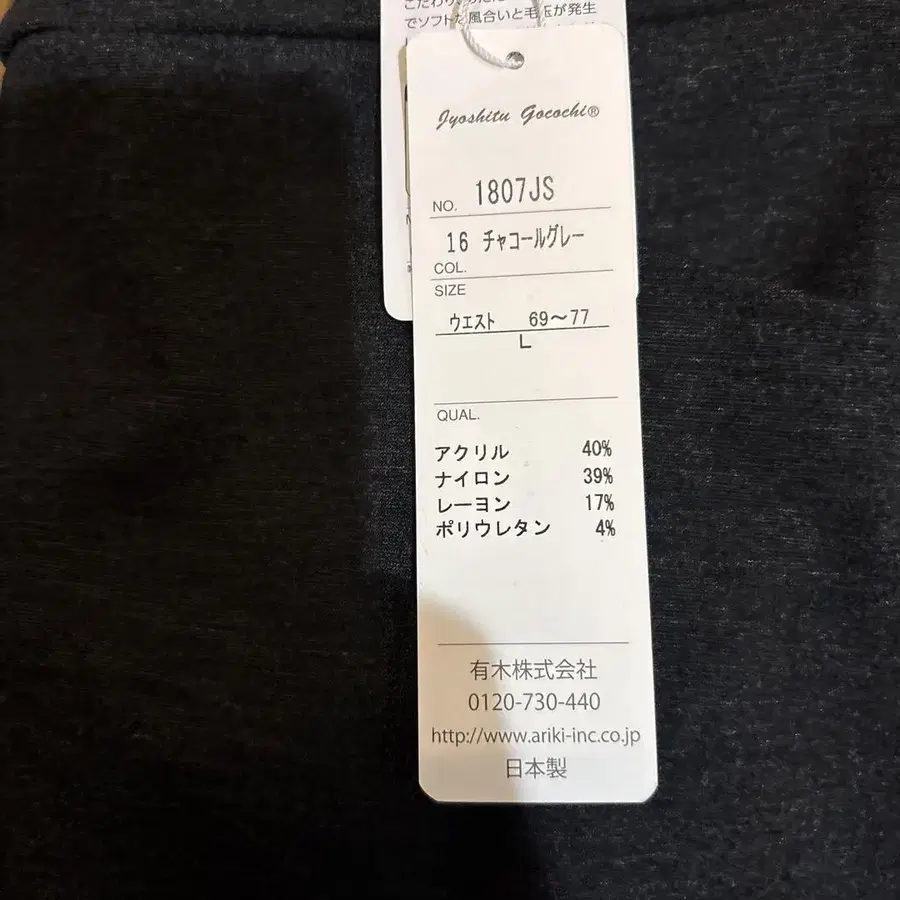 でソフトな風合いと毛玉が発生
Jyoshitu Gocochi®
NO. 1807JS
16 チャコールグレー
COL.
SIZE
ウエスト 69～77
L
QUAL.
アクリル 40%
ナイロン 39%
レーヨン 17%
ポリウレタン 4%
有木株式会社
0120-730-440
http://www.ariki-inc.co.jp
日本製